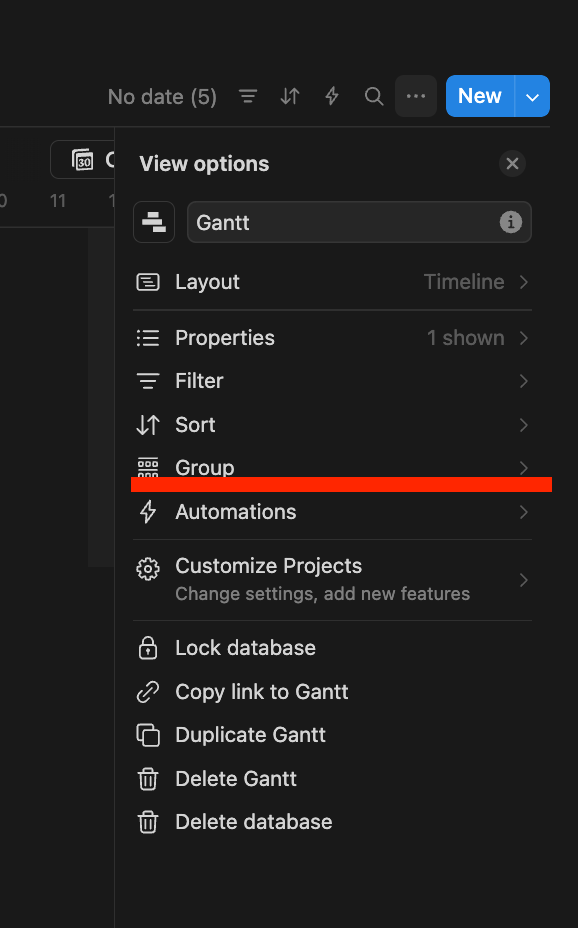 No date (5)
New
30
View options
0 11 1
Gantt
Layout Timeline
Properties 1 shown
Filter
Sort
Group
Automations
Customize Projects
Change settings, add new features
Lock database
Copy link to Gantt
Duplicate Gantt
Delete Gantt
Delete database